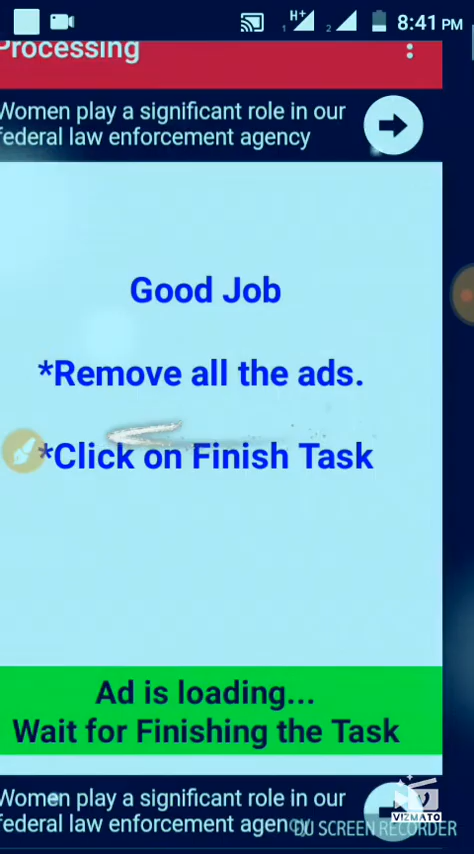 H+
1
2
8:41 PM
Processing
Women play a significant role in our
federal law enforcement agency
Good Job
*Remove all the ads.
*Click on Finish Task
Ad is loading...
Wait for Finishing the Task
Women play a significant role in our
federal law enforcement agency
VIZMATO
DU SCREEN RECORDER